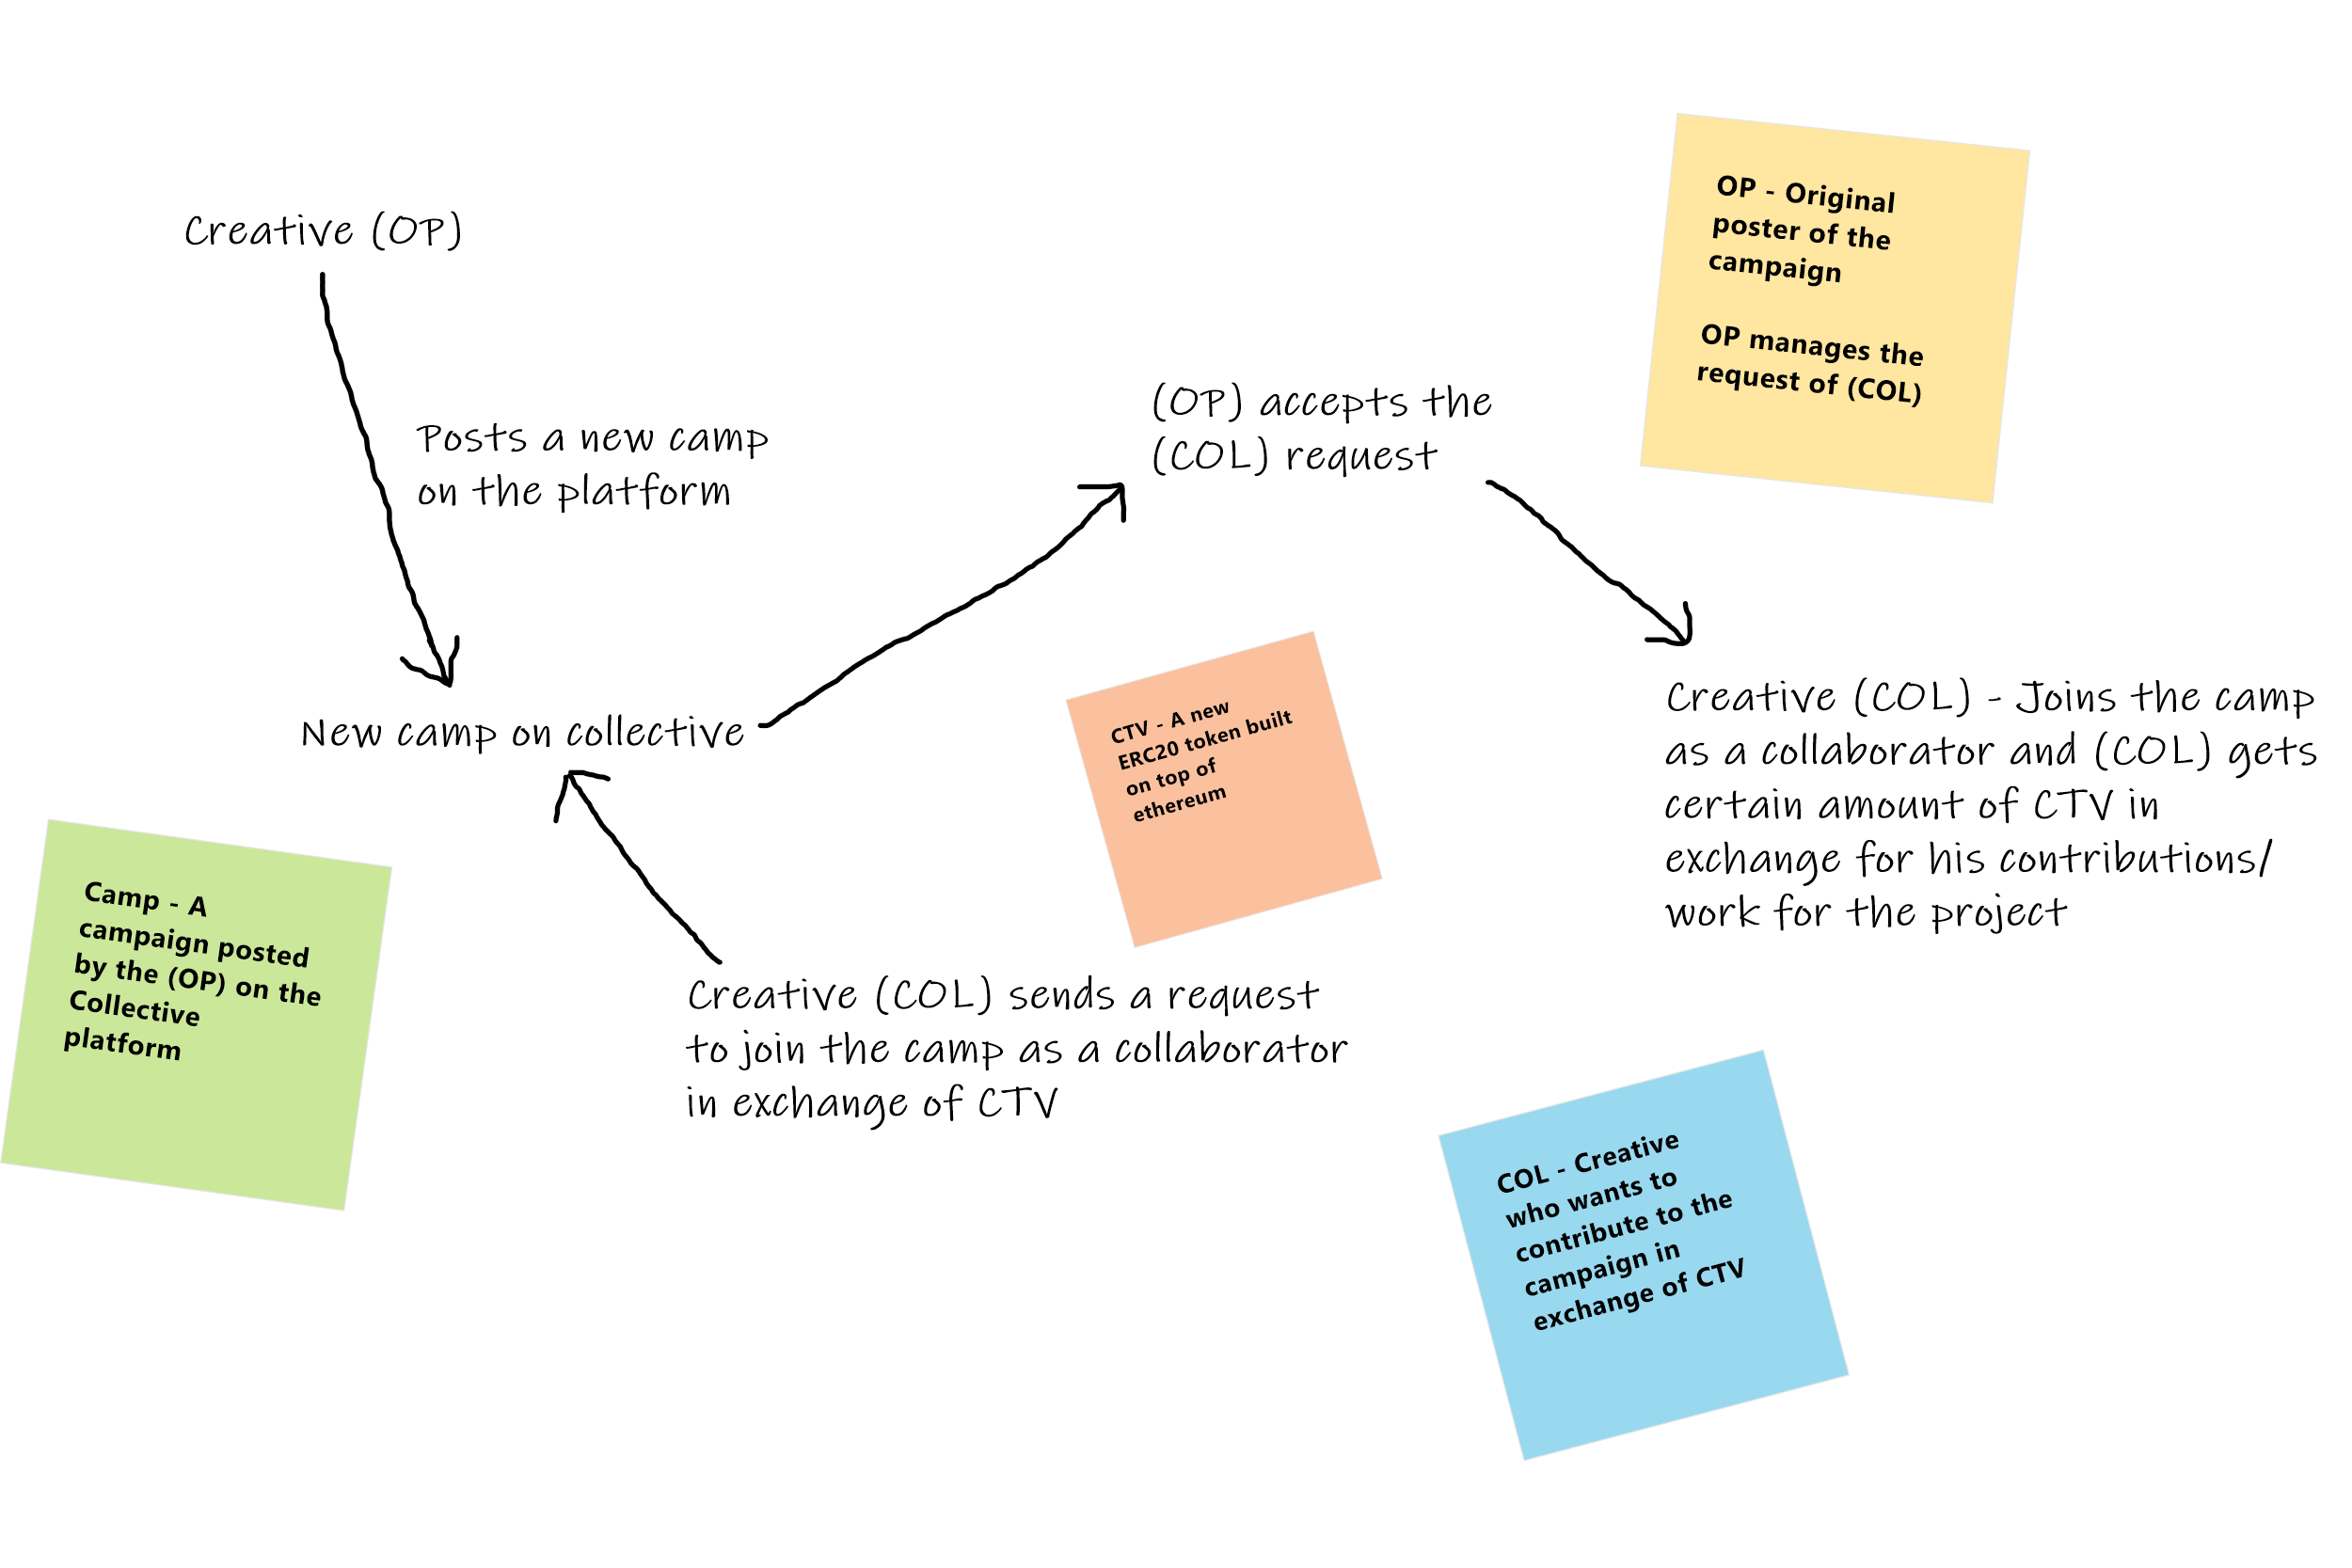 Creative (OP)
Posts a new camp
on the platform
New camp on collective
Creative (COL) sends a request
to join the camp as a collaborator
in exchange of CTV
(OP) accepts the
(COL) request
Creative (COL) - Joins the camp
as a collaborator and (COL) gets
certain amount of CTV in
exchange for his contributions/
work for the project
OP - Original
poster of the
campaign
OP manages the
request of (COL)
CTV - A new
ERC20 token built
on top of
ethereum
Camp - A
campaign posted
by the (OP) on the
Collective
platform
COL - Creative
who wants to
contribute to the
campaign in
exchange of CTV